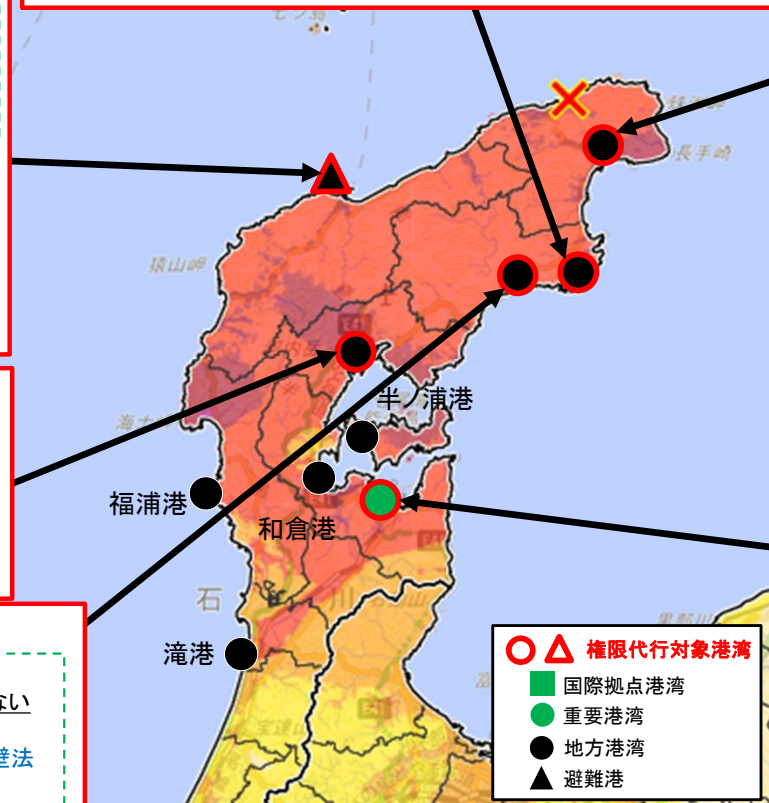 長手崎
猿山岬
半ノ浦港
福浦港
和倉港
石
川
滝港
ない
壁法
権限代行対象港湾
国際拠点港湾
重要港湾
地方港湾
避難港